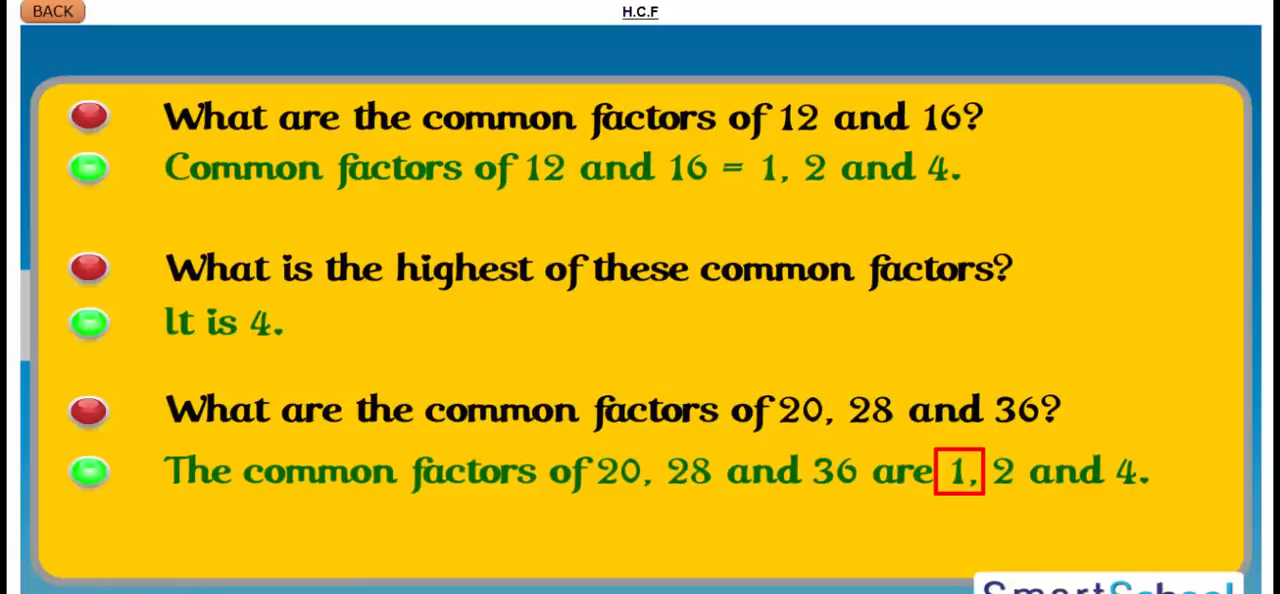 BACK
H.C.F
What are the common factors of 12 and 16?
Common factors of 12 and 16 = 1, 2 and 4.
What is the highest of these common factors?
It is 4.
What are the common factors of 20, 28 and 36?
The common factors of 20, 28 and 36 are 1, 2 and 4.
SmartSchool